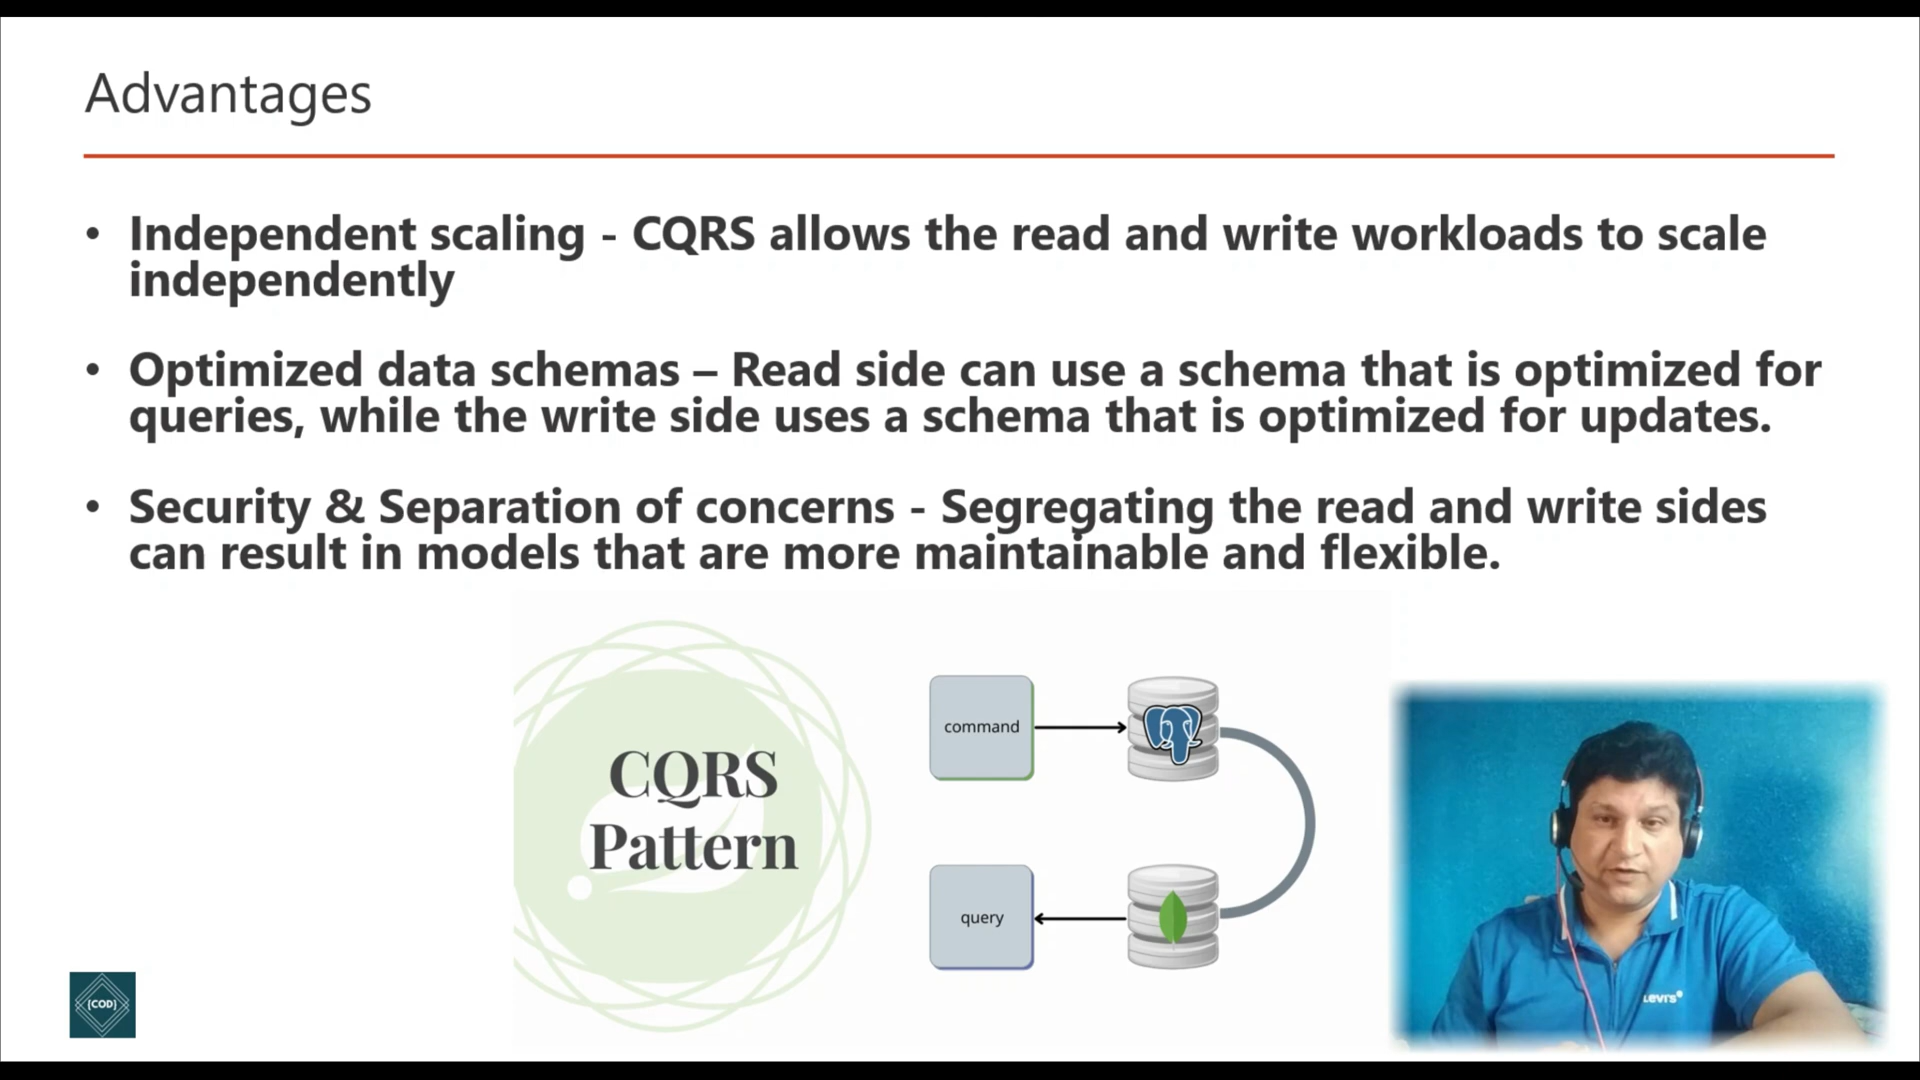 Advantages
• Independent scaling - CQRS allows the read and write workloads to scale
independently
• Optimized data schemas – Read side can use a schema that is optimized for
queries, while the write side uses a schema that is optimized for updates.
• Security & Separation of concerns - Segregating the read and write sides
can result in models that are more maintainable and flexible.
CQRS
Pattern
command
query
[COD]
Levi's®